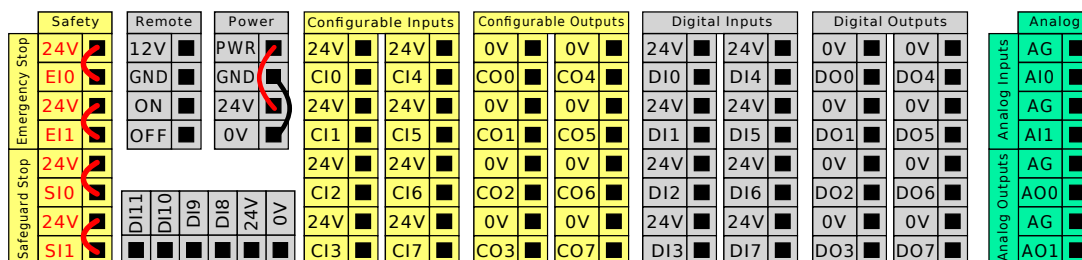 Safety
Emergency Stop
24V
EI0
24V
EI1
Safeguard Stop
24V
SI0
24V
SI1
Remote
12V
GND
ON
OFF
Power
PWR
GND
24V
0V
DI11
DI10
DI9
DI8
24V
0V
Configurable Inputs
24V 24V
CI0 CI4
24V 24V
CI1 CI5
24V 24V
CI2 CI6
24V 24V
CI3 CI7
Configurable Outputs
0V 0V
CO0 CO4
0V 0V
CO1 CO5
0V 0V
CO2 CO6
0V 0V
CO3 CO7
Digital Inputs
24V 24V
DI0 DI4
24V 24V
DI1 DI5
24V 24V
DI2 DI6
24V 24V
DI3 DI7
Digital Outputs
0V 0V
DO0 DO4
0V 0V
DO1 DO5
0V 0V
DO2 DO6
0V 0V
DO3 DO7
Analog
Analog Inputs
AG
AI0
AG
AI1
Analog Outputs
AG
AO0
AG
AO1